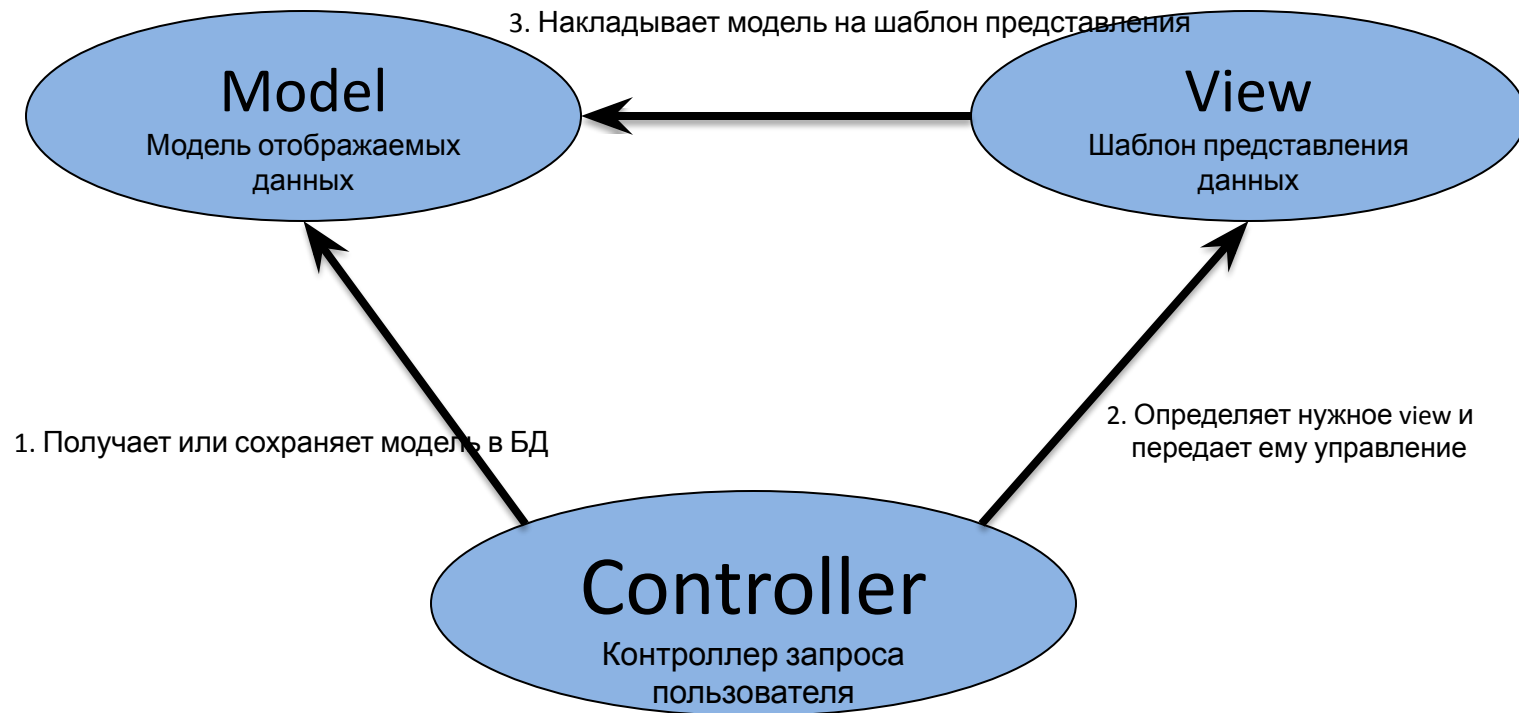 3. Накладывает модель на шаблон представления
Model
Модель отображаемых
данных
View
Шаблон представления
данных
1. Получает или сохраняет модель в БД
2. Определяет нужное view и
передает ему управление
Controller
Контроллер запроса
пользователя